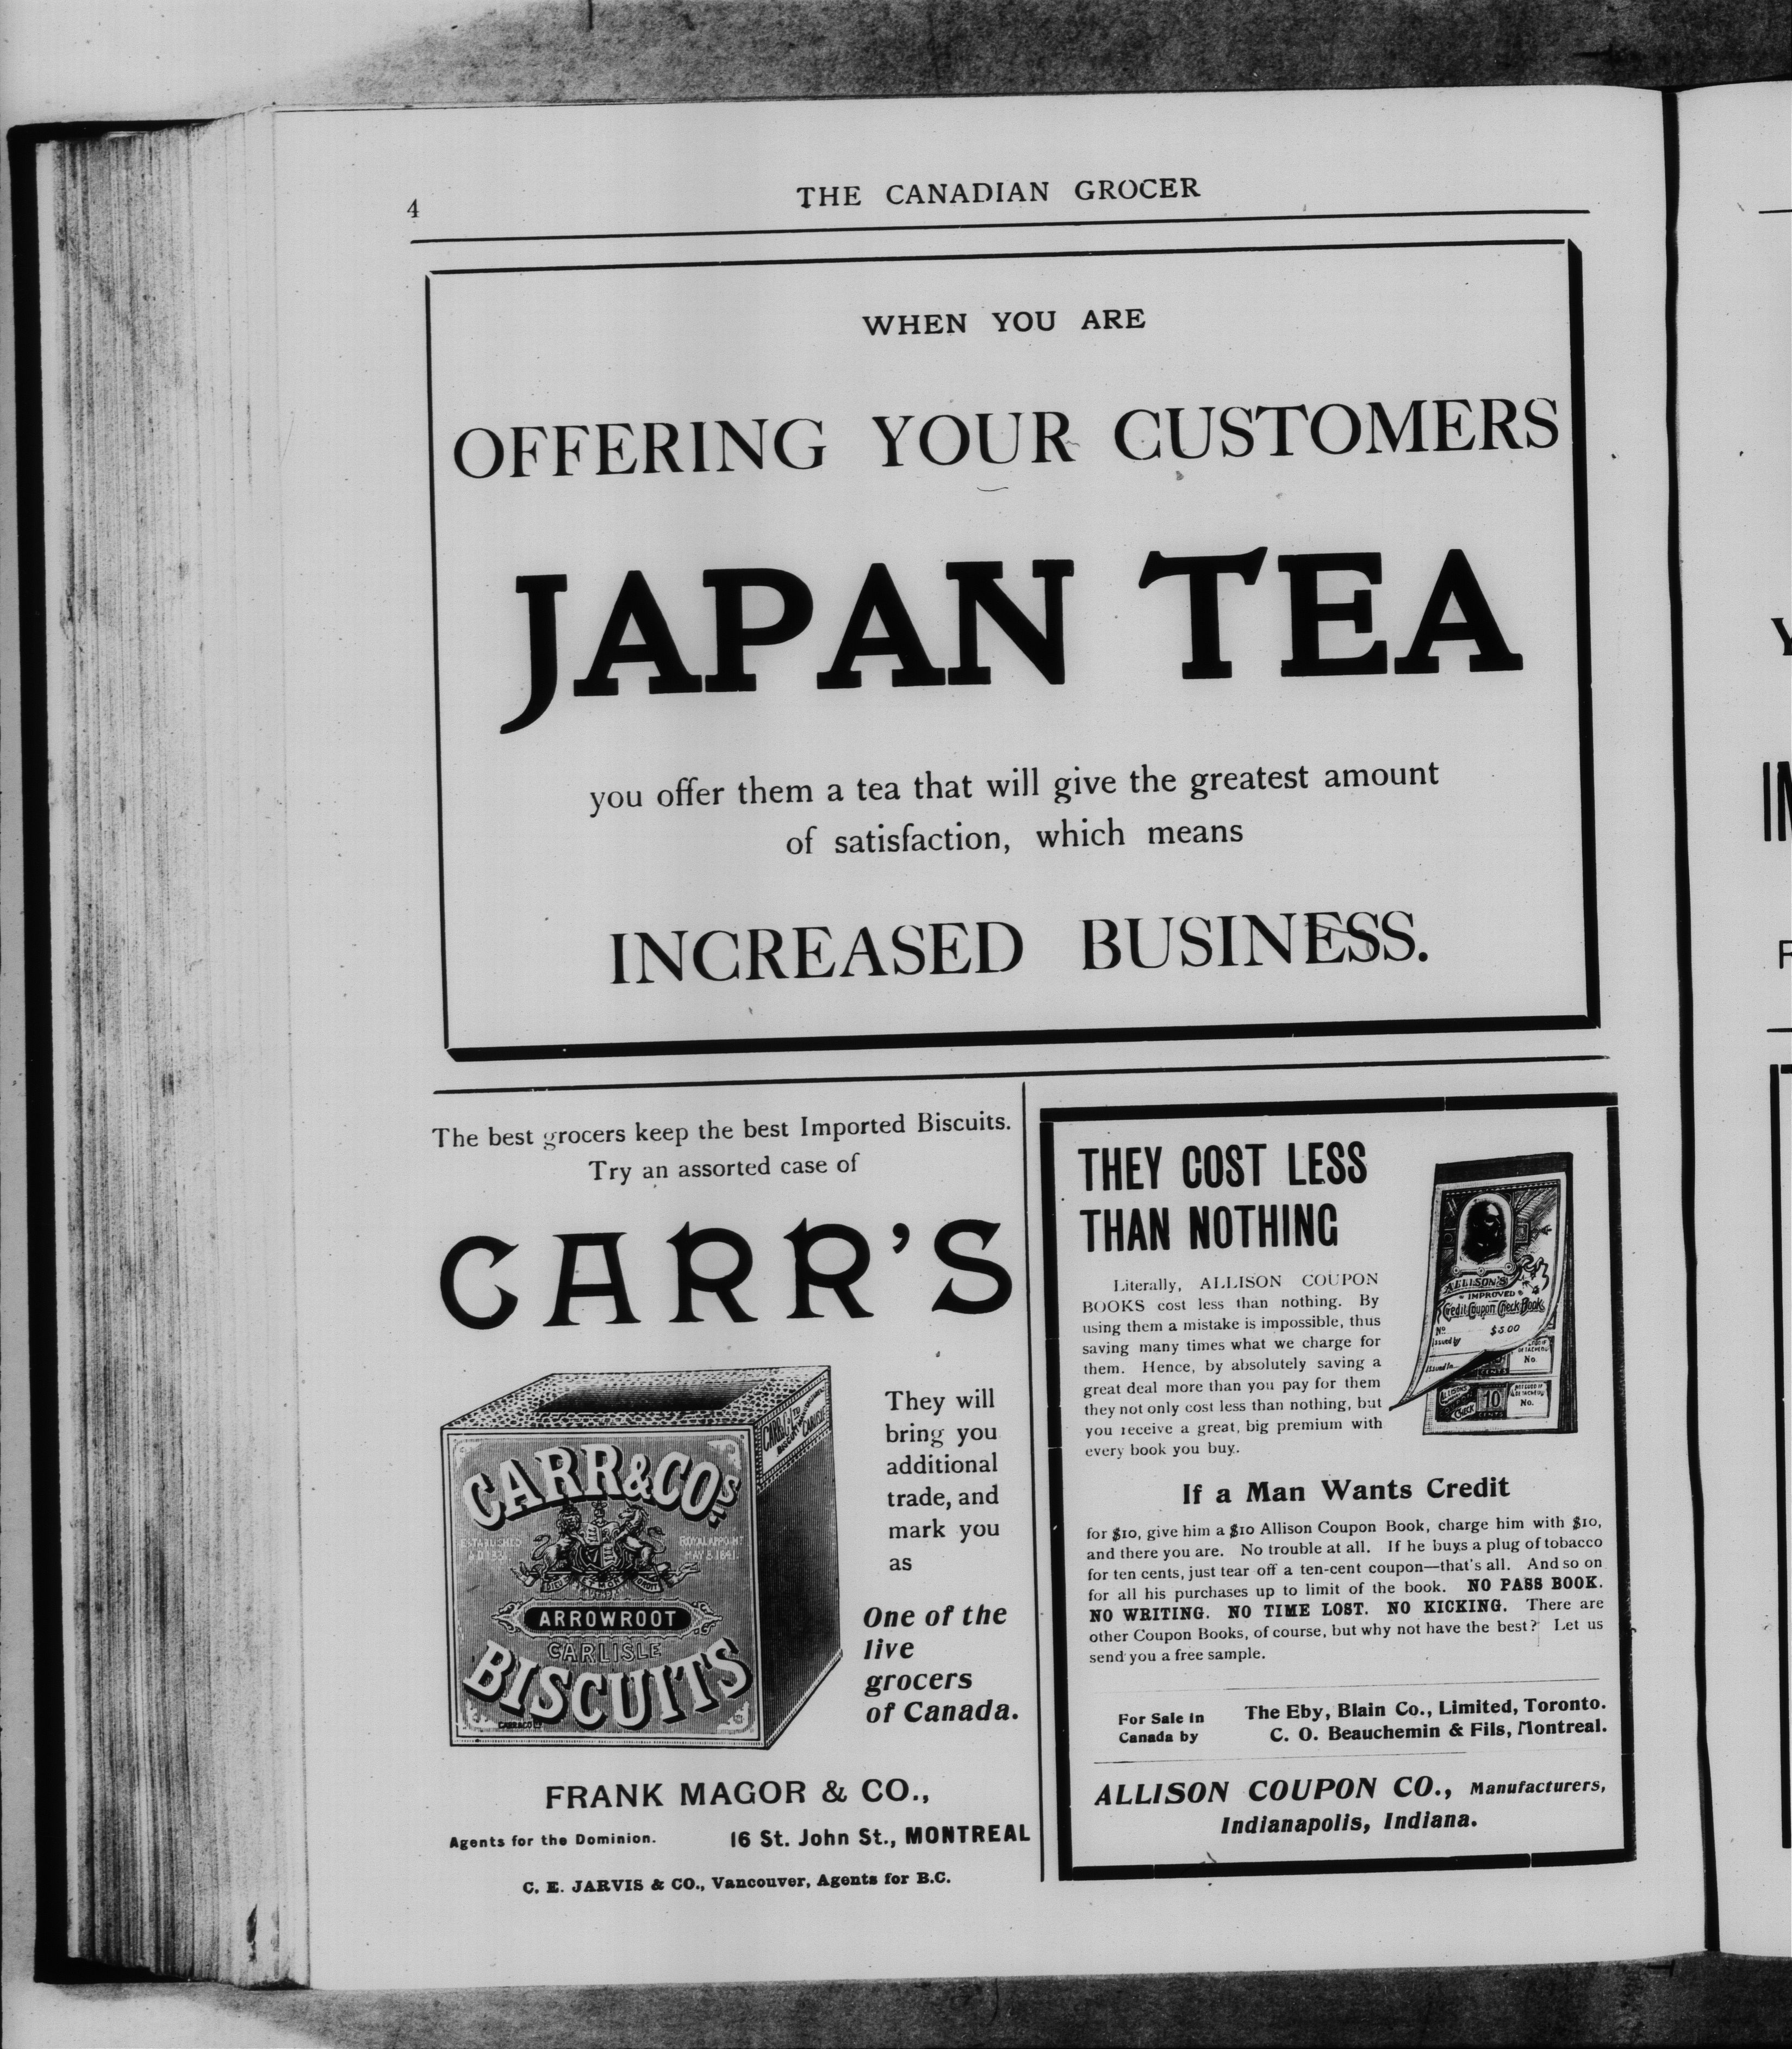 4
THE CANADIAN GROCER
WHEN YOU ARE
OFFERING YOUR CUSTOMERS
JAPAN TEA
you offer them a tea that will give the greatest amount
of satisfaction, which means
INCREASED BUSINESS.
The best grocers keep the best Imported Biscuits.
Try an assorted case of
CARR'S
CARR & CO'S
ARROWROOT
CARLISLE
BISCUITS
They will
bring you
additional
trade, and
mark you
as
One of the
live
grocers
of Canada.
FRANK MAGOR & CO.,
Agents for the Dominion. 16 St. John St., MONTREAL
C. E. JARVIS & CO., Vancouver, Agents for B.C.
THEY COST LESS
THAN NOTHING
Literally, ALLISON COUPON
BOOKS cost less than nothing. By
using them a mistake is impossible, thus
saving many times what we charge for
them. Hence, by absolutely saving a
great deal more than you pay for them
they not only cost less than nothing, but
you receive a great, big premium with
every book you buy.
ALLISON'S
IMPROVED
Credit Coupon Check Book
No
Issued by $5.00
Issued to
No.
10
No.
If a Man Wants Credit
for $10, give him a $10 Allison Coupon Book, charge him with $10,
and there you are. No trouble at all. If he buys a plug of tobacco
for ten cents, just tear off a ten-cent coupon—that's all. And so on
for all his purchases up to limit of the book. NO PASS BOOK.
NO WRITING. NO TIME LOST. NO KICKING. There are
other Coupon Books, of course, but why not have the best? Let us
send you a free sample.
For Sale in
Canada by
The Eby, Blain Co., Limited, Toronto.
C. O. Beauchemin & Fils, Montreal.
ALLISON COUPON CO., Manufacturers,
Indianapolis, Indiana.